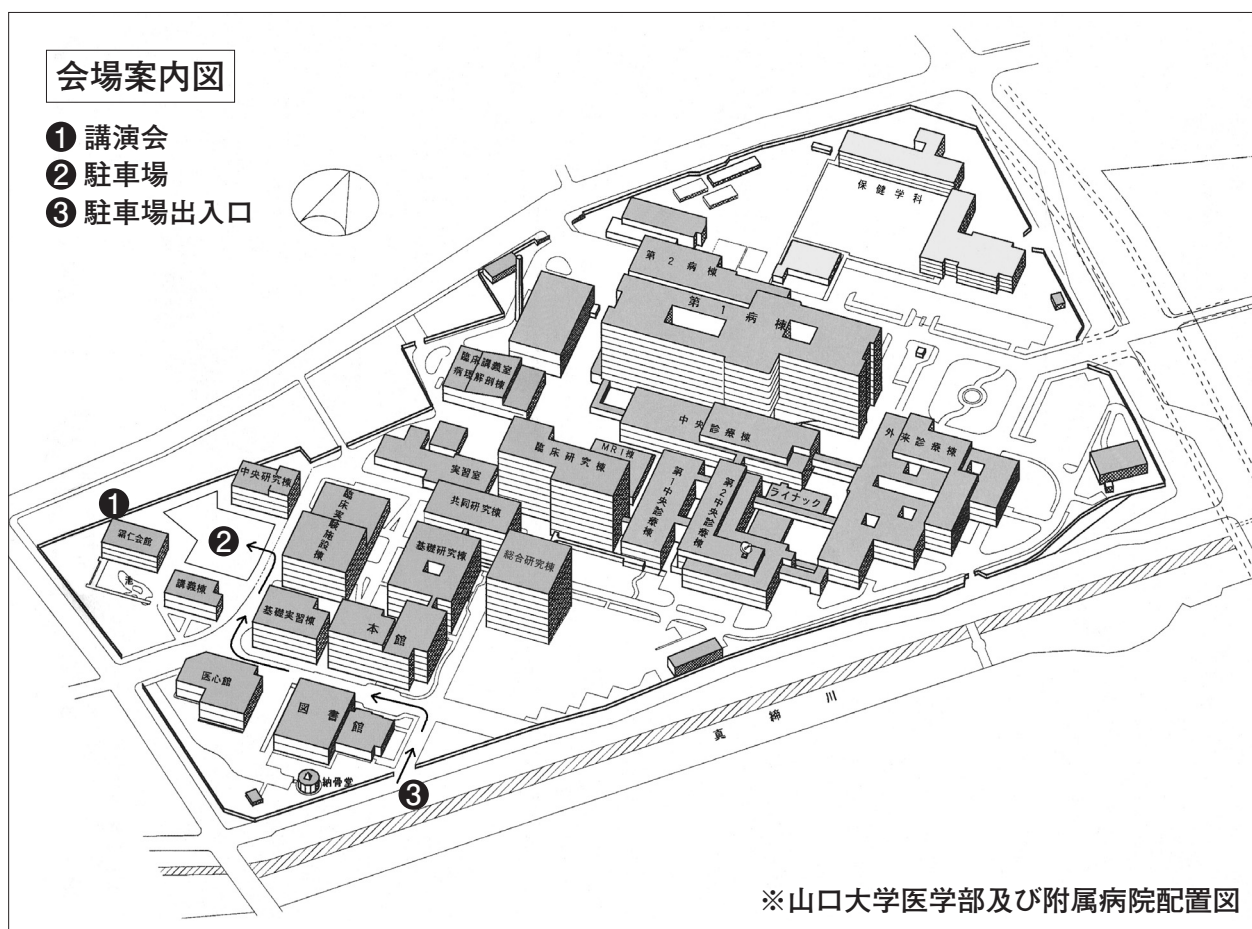 会場案内図
❶ 講演会
❷ 駐車場
❸ 駐車場出入口
保健学科
第2病棟
第1病棟
臨床講義室
病理解剖棟
中央診療棟
外来診療棟
MRI棟
臨床研究棟
実習室
中央研究棟
第1中央診療棟
第2中央診療棟
ライナック
臨床実験施設棟
共同研究棟
❶
霜仁会館
❷
基礎研究棟
総合研究棟
講義棟
基礎実習棟
本館
医心館
図書館
真締川
納骨堂
❸
※山口大学医学部及び附属病院配置図